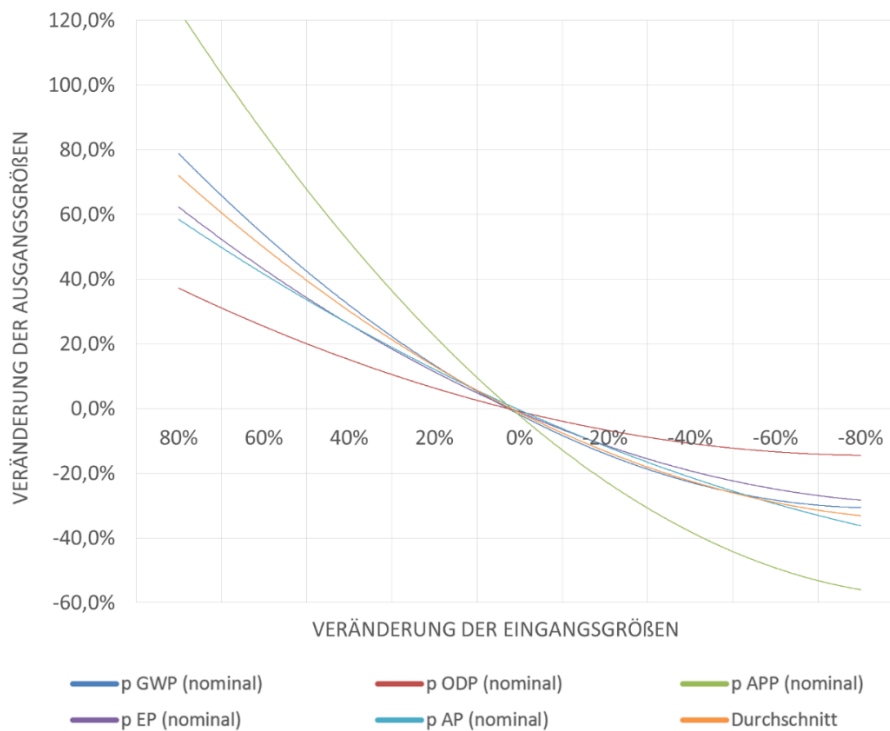 120,0%
100,0%
80,0%
60,0%
40,0%
20,0%
0,0%
-20,0%
-40,0%
-60,0%
VERÄNDERUNG DER AUSGANGSGRÖßEN
80% 60% 40% 20% 0% -20% -40% -60% -80%
VERÄNDERUNG DER EINGANGSGRÖßEN
p GWP (nominal) p ODP (nominal) p APP (nominal)
p EP (nominal) p AP (nominal) Durchschnitt